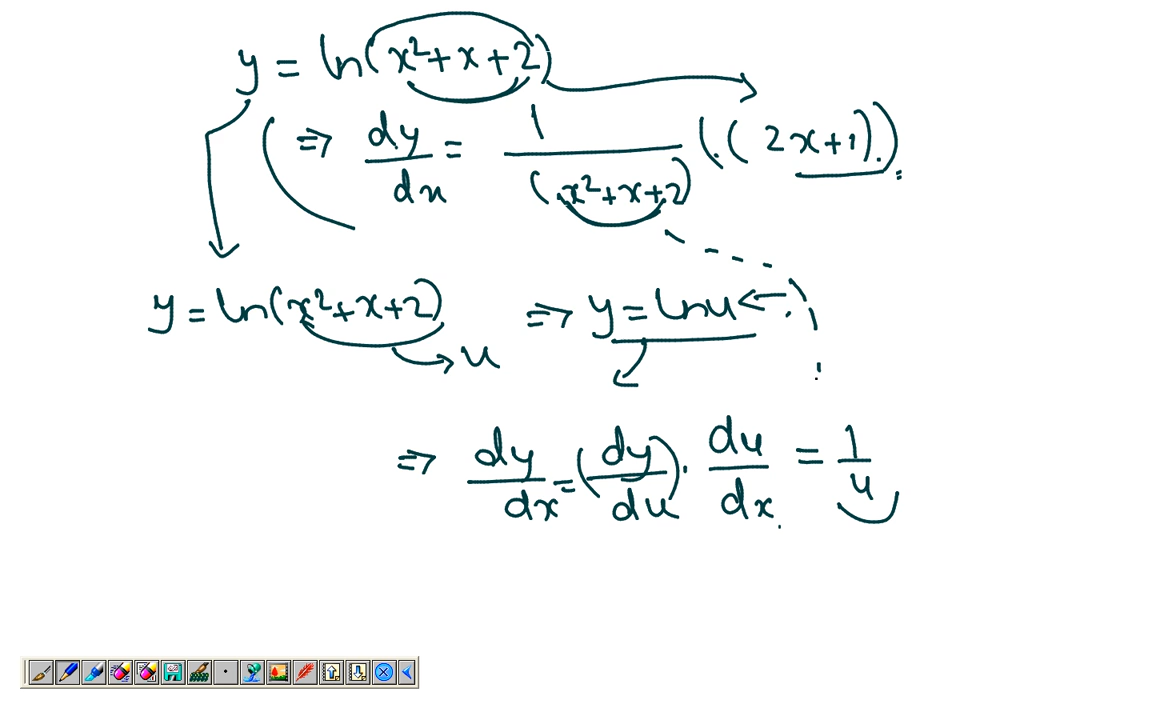 y = ln(x²+x+2)
⇒ dy/dx = 1/(x²+x+2) ((2x+1))
y = ln(x²+x+2) ⇒ y = lnu
u
⇒ dy/dx = (dy/du) · du/dx = 1/u